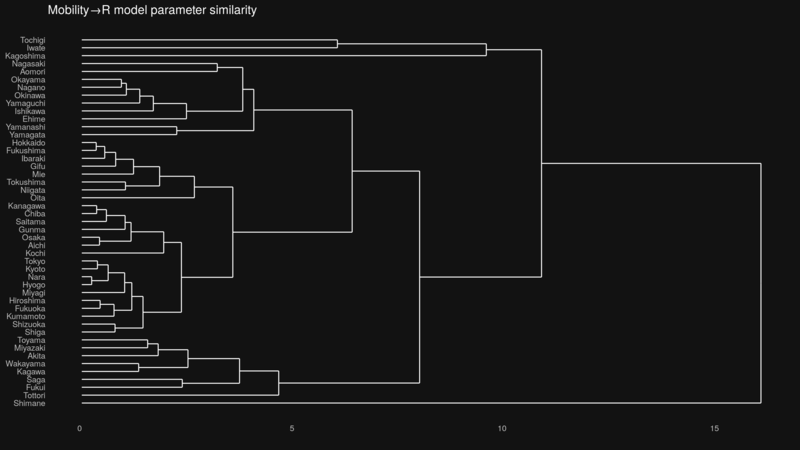 Mobility→R model parameter similarity
Tochigi
Iwate
Kagoshima
Nagasaki
Aomori
Okayama
Nagano
Okinawa
Yamaguchi
Ishikawa
Ehime
Yamanashi
Yamagata
Hokkaido
Fukushima
Ibaraki
Gifu
Mie
Tokushima
Niigata
Oita
Kanagawa
Chiba
Saitama
Gunma
Osaka
Aichi
Kochi
Tokyo
Kyoto
Nara
Hyogo
Miyagi
Hiroshima
Fukuoka
Kumamoto
Shizuoka
Shiga
Toyama
Miyazaki
Akita
Wakayama
Kagawa
Saga
Fukui
Tottori
Shimane
0 5 10 15